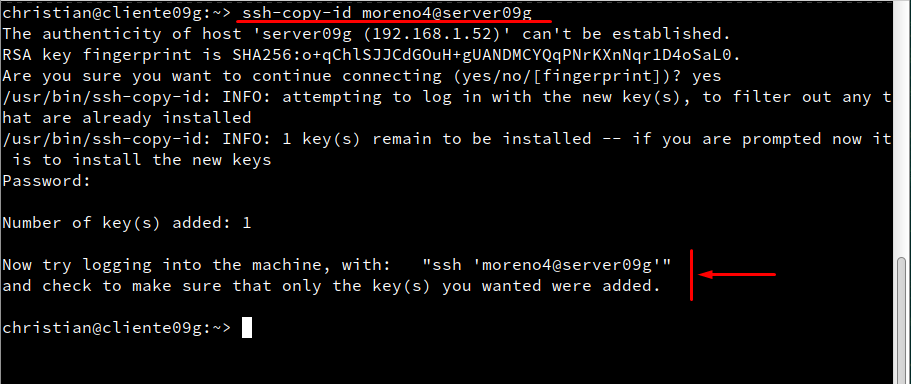 christian@cliente09g:~> ssh-copy-id moreno4@server09g
The authenticity of host 'server09g (192.168.1.52)' can't be established.
RSA key fingerprint is SHA256:o+qChlSJJCdGOuH+gUANDMCYQqPNrKXnNqr1D4oSaL0.
Are you sure you want to continue connecting (yes/no/[fingerprint])? yes
/usr/bin/ssh-copy-id: INFO: attempting to log in with the new key(s), to filter out any t
hat are already installed
/usr/bin/ssh-copy-id: INFO: 1 key(s) remain to be installed -- if you are prompted now it
 is to install the new keys
Password:
Number of key(s) added: 1
Now try logging into the machine, with:   "ssh 'moreno4@server09g'"
and check to make sure that only the key(s) you wanted were added.
christian@cliente09g:~>